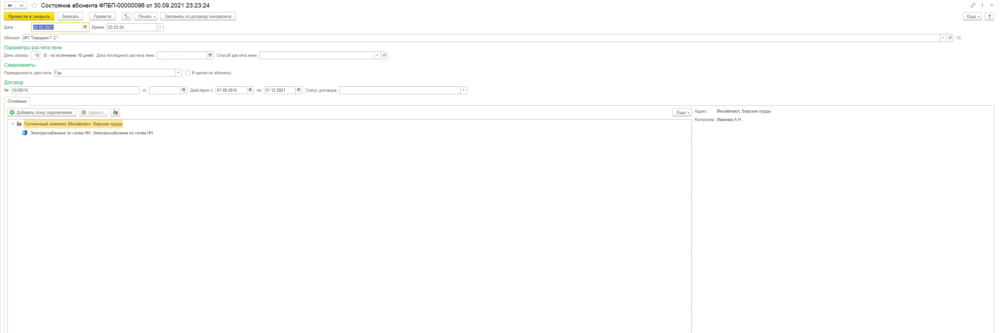 Состояние абонента ФПБП-00000096 от 30.09.2021 23:23:24
Провести и закрыть Записать Провести Дт Кт Печать Заполнить по договору контрагента Еще ?
Дата: 30.09.2021 Время: 23:23:24
Абонент: ИП "Геворкян Г.С" 55
Параметры расчета пени
День оплаты: 10 (0 - по истичению 10 дней) Дата последнего расчета пени: . . : : Способ расчета пени:
Сверхлимиты
Периодичность рассчета: Год В целом по абоненту
Договор
№: 55/09/15 от: . . Действует с: 01.09.2015 по: 31.12.2021 Статус договора:
Основные
Добавить точку подключения Удалить Еще
Адрес: Михайловск, Барские пруды
Контролер: Иванова А.Н.
Гостиничный комплекс Михайловск, Барские пруды
Электроснабжение по сетям НН, Электроснабжение по сетям НН